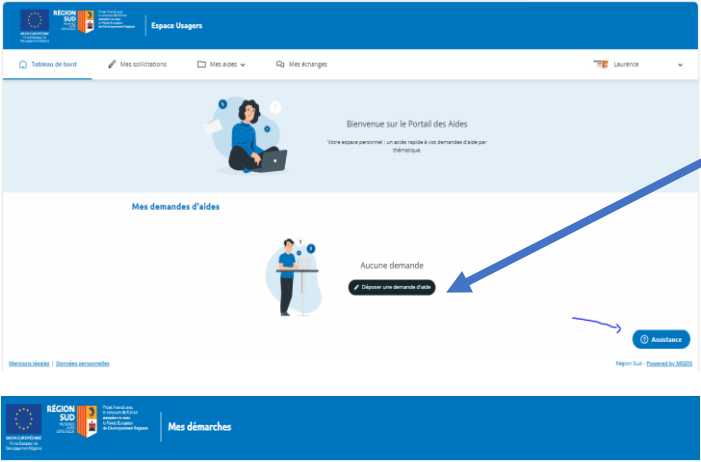 RÉGION
SUD
Espace Usagers
Tableau de bord
Mes sollicitations
Mes aides
Mes échanges
Laurence
Bienvenue sur le Portail des Aides
Votre espace personnel : un accès rapide à vos demandes d'aide par
thématique.
Mes demandes d'aides
Aucune demande
Déposer une demande d'aide
Assistance
Mentions légales | Données personnelles
Région Sud - Powered by MGDIS
RÉGION
SUD
Mes démarches